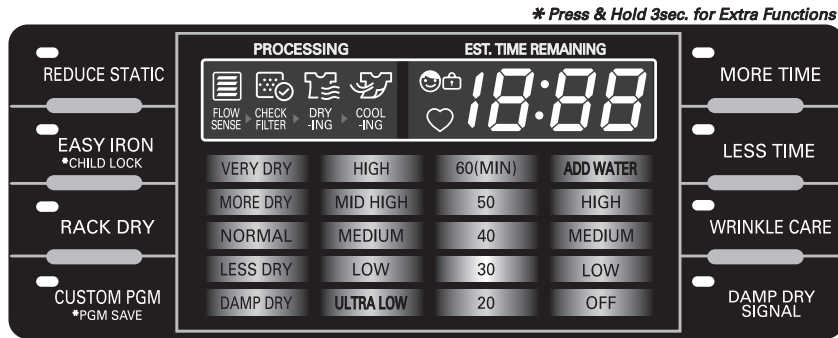 * Press & Hold 3sec. for Extra Functions
REDUCE STATIC
EASY IRON
*CHILD LOCK
RACK DRY
CUSTOM PGM
*PGM SAVE
PROCESSING
EST. TIME REMAINING
FLOW SENSE
CHECK FILTER
DRY -ING
COOL -ING
18:88
VERY DRY HIGH 60(MIN) ADD WATER
MORE DRY MID HIGH 50 HIGH
NORMAL MEDIUM 40 MEDIUM
LESS DRY LOW 30 LOW
DAMP DRY ULTRA LOW 20 OFF
MORE TIME
LESS TIME
WRINKLE CARE
DAMP DRY
SIGNAL